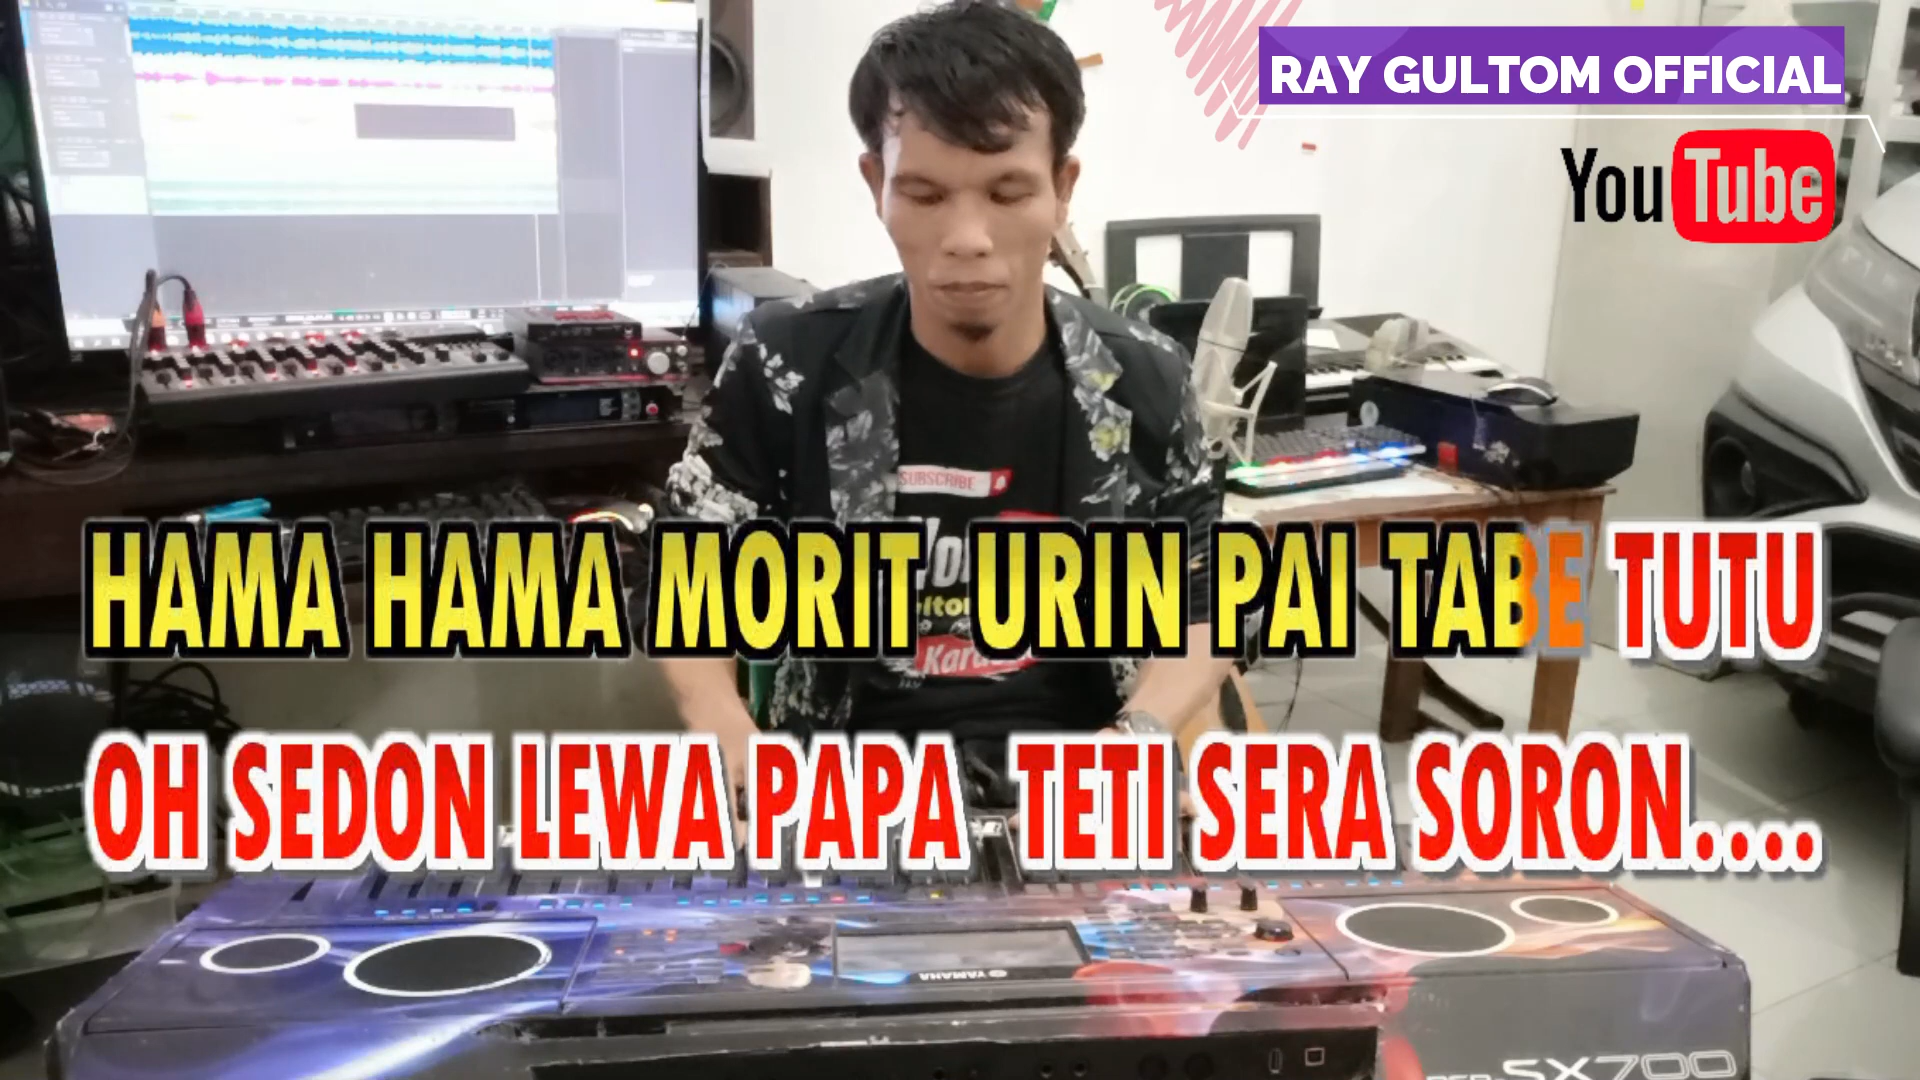 RAY GULTOM OFFICIAL
YouTube
SUBSCRIBE
HAMA HAMA MORIT URIN PAI TABE TUTU
OH SEDON LEWA PAPA TETI SERA SORON....
YAMAHA
SX700